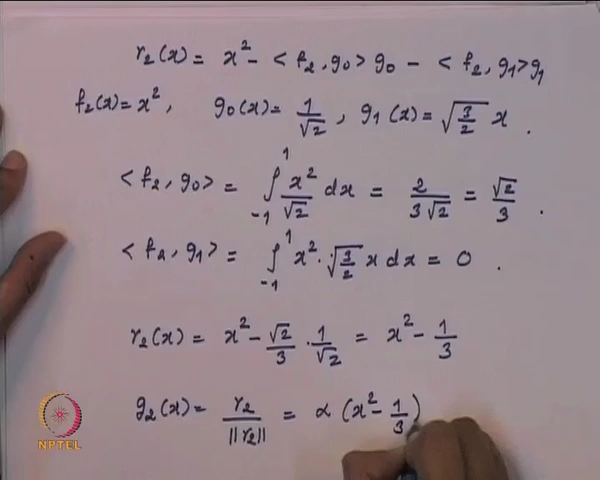 r₂(x) = x² - < f₂, g₀ > g₀ - < f₂, g₁ > g₁
f₂(x) = x², g₀(x) = 1/√2, g₁(x) = √(3/2) x .
< f₂, g₀ > = ∫₋₁¹ x²/√2 dx = 2/(3√2) = √2/3 .
< f₂, g₁ > = ∫₋₁¹ x² · √(3/2) x dx = 0 .
r₂(x) = x² - √2/3 · 1/√2 = x² - 1/3
g₂(x) = r₂/||r₂|| = α (x² - 1/3)
NPTEL